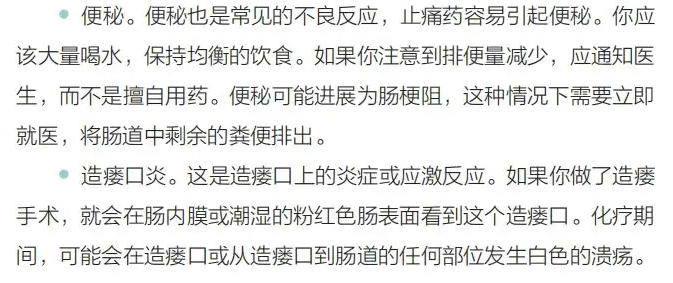 ● 便秘。便秘也是常见的不良反应，止痛药容易引起便秘。你应
该大量喝水，保持均衡的饮食。如果你注意到排便量减少，应通知医
生，而不是擅自用药。便秘可能进展为肠梗阻，这种情况下需要立即
就医，将肠道中剩余的粪便排出。
● 造瘘口炎。这是造瘘口上的炎症或应激反应。如果你做了造瘘
手术，就会在肠内膜或潮湿的粉红色肠表面看到这个造瘘口。化疗期
间，可能会在造瘘口或从造瘘口到肠道的任何部位发生白色的溃疡。